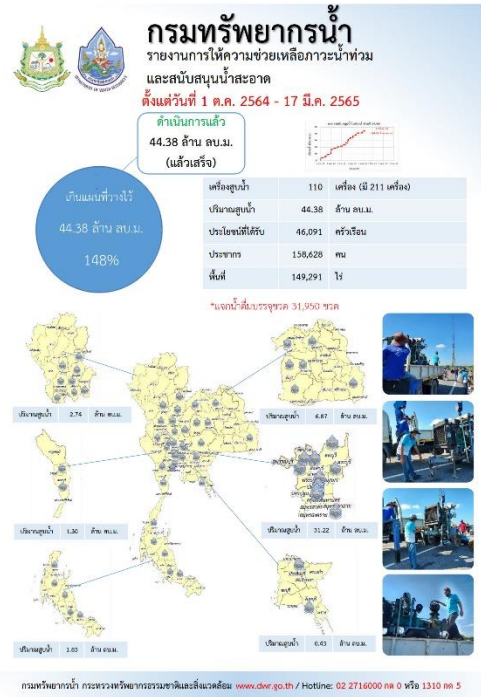 กรมทรัพยากรน้ำ
รายงานการให้ความช่วยเหลือภาวะน้ำท่วม
และสนับสนุนน้ำสะอาด
ตั้งแต่วันที่ 1 ต.ค. 2564 - 17 มี.ค. 2565
ดำเนินการแล้ว
44.38 ล้าน ลบ.ม.
(แล้วเสร็จ)
เกินแผนที่วางไว้
44.38 ล้าน ลบ.ม.
148%
เครื่องสูบน้ำ 110 เครื่อง (มี 211 เครื่อง)
ปริมาณสูบน้ำ 44.38 ล้าน ลบ.ม.
ประโยชน์ที่ได้รับ 46,091 ครัวเรือน
ประชากร 158,628 คน
พื้นที่ 149,291 ไร่
*แจกน้ำดื่มบรรจุขวด 31,950 ขวด
ปริมาณสูบน้ำ 2.74 ล้าน ลบ.ม.
ปริมาณสูบน้ำ 6.87 ล้าน ลบ.ม.
ปริมาณสูบน้ำ 1.30 ล้าน ลบ.ม.
ปริมาณสูบน้ำ 31.22 ล้าน ลบ.ม.
ปริมาณสูบน้ำ 1.83 ล้าน ลบ.ม.
ปริมาณสูบน้ำ 0.43 ล้าน ลบ.ม.
กรมทรัพยากรน้ำ กระทรวงทรัพยากรธรรมชาติและสิ่งแวดล้อม www.dwr.go.th / Hotline: 02 2716000 กด 0 หรือ 1310 กด 5